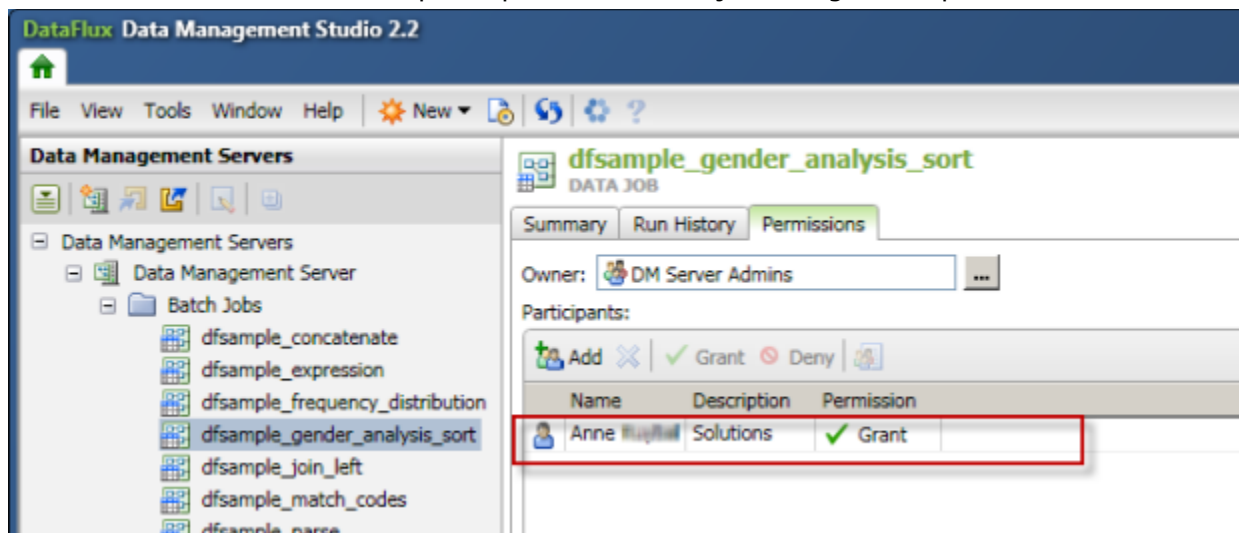 DataFlux Data Management Studio 2.2
File View Tools Window Help New
Data Management Servers
Data Management Servers
Data Management Server
Batch Jobs
dfsample_concatenate
dfsample_expression
dfsample_frequency_distribution
dfsample_gender_analysis_sort
dfsample_join_left
dfsample_match_codes
dfsample_parse
dfsample_gender_analysis_sort
DATA JOB
Summary Run History Permissions
Owner: DM Server Admins ...
Participants:
Add Grant Deny
Name Description Permission
Anne Solutions Grant